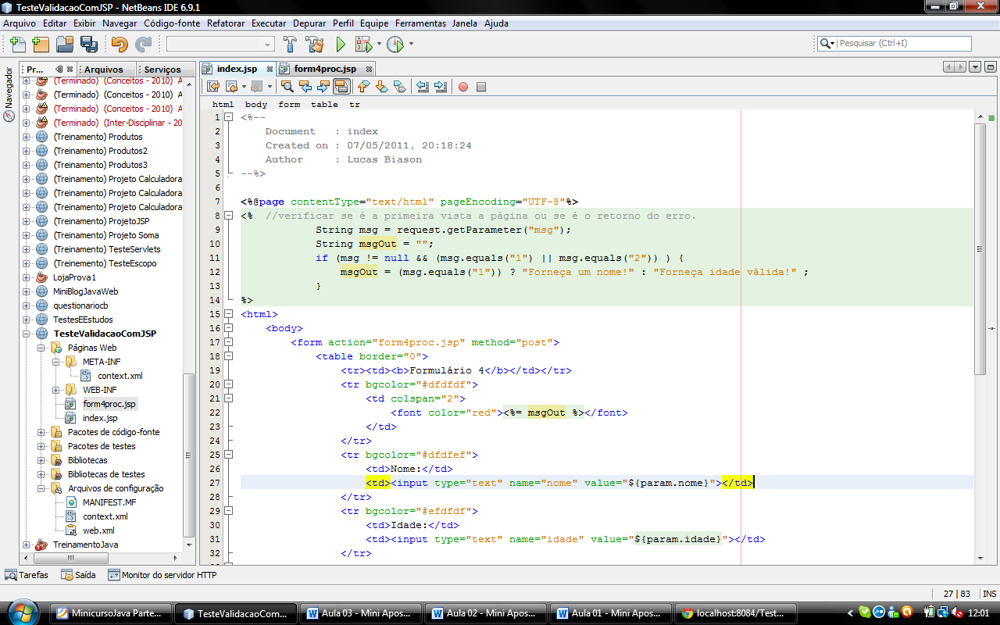 TesteValidacaoComJSP - NetBeans IDE 6.9.1
Arquivo Editar Exibir Navegar Código-fonte Refatorar Executar Depurar Perfil Equipe Ferramentas Janela Ajuda
Pesquisar (Ctrl+I)
Navegador
Pr... Arquivos Serviços
(Terminado) (Conceitos - 2010) A
(Terminado) (Conceitos - 2010) A
(Terminado) (Conceitos - 2010) A
(Terminado) (Inter-Disciplinar - 20
(Treinamento) Produtos
(Treinamento) Produtos2
(Treinamento) Produtos3
(Treinamento) Projeto Calculadora
(Treinamento) Projeto Calculadora
(Treinamento) Projeto Calculadora
(Treinamento) ProjetoJSP
(Treinamento) Projeto Soma
(Treinamento) TesteServlets
(Treinemento) TesteEscopo
LojaProva1
MiniBlogJavaWeb
questionariocb
TestesEEstudos
TesteValidacaoComJSP
Páginas Web
META-INF
context.xml
WEB-INF
form4proc.jsp
index.jsp
Pacotes de código-fonte
Pacotes de testes
Bibliotecas
Bibliotecas de testes
Arquivos de configuração
MANIFEST.MF
context.xml
web.xml
TreinamentoJava
index.jsp form4proc.jsp
html body form table tr
1 <%--
2 Document : index
3 Created on : 07/05/2011, 20:18:24
4 Author : Lucas Biason
5 --%>
6
7 <%@page contentType="text/html" pageEncoding="UTF-8"%>
8 <% //verificar se é a primeira vista a página ou se é o retorno do erro.
9 String msg = request.getParameter("msg");
10 String msgOut = "";
11 if (msg != null && (msg.equals("1") || msg.equals("2")) ) {
12 msgOut = (msg.equals("1")) ? "Forneça um nome!" : "Forneça idade válida!" ;
13 }
14 %>
15 <html>
16 <body>
17 <form action="form4proc.jsp" method="post">
18 <table border="0">
19 <tr><td><b>Formulário 4</b></td></tr>
20 <tr bgcolor="#dfdfdf">
21 <td colspan="2">
22 <font color="red"><%= msgOut %></font>
23 </td>
24 </tr>
25 <tr bgcolor="#dfdfef">
26 <td>Nome:</td>
27 <td><input type="text" name="nome" value="${param.nome}"></td>
28 </tr>
29 <tr bgcolor="#efdfdf">
30 <td>Idade:</td>
31 <td><input type="text" name="idade" value="${param.idade}"></td>
32 </tr>
Tarefas Saída Monitor do servidor HTTP
27 | 83 INS
MinicursoJava Parte... TesteValidacaoCom... Aula 03 - Mini Apos... Aula 02 - Mini Apos... Aula 01 - Mini Apos... localhost:8084/Test... 12:01